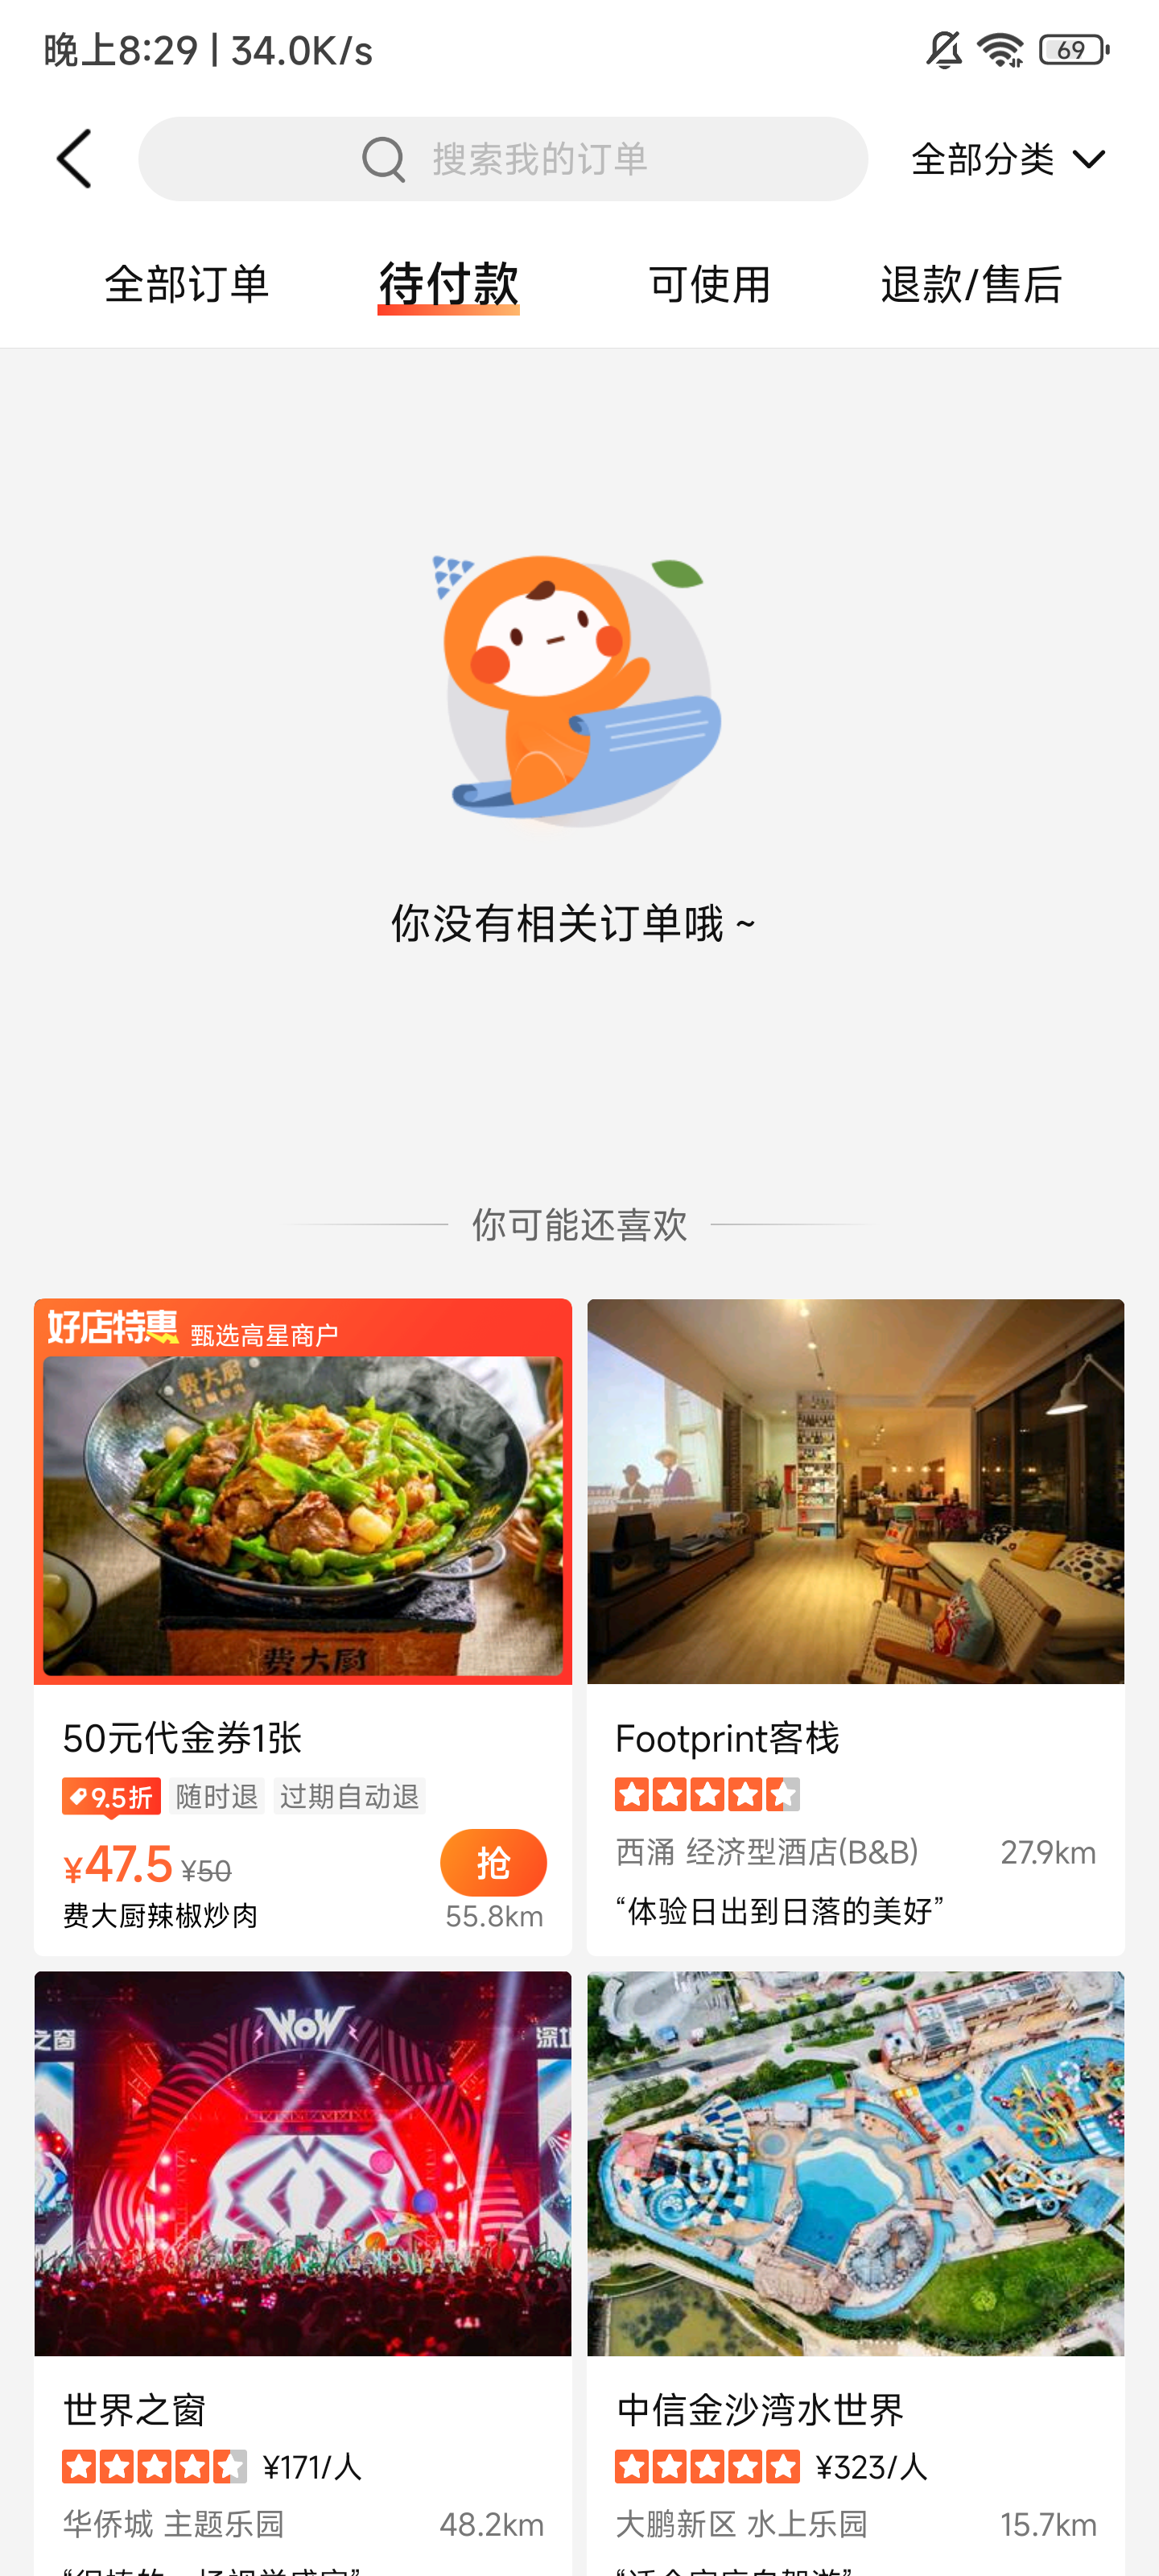 晚上8:29 | 34.0K/s
69
搜索我的订单
全部分类
全部订单
待付款
可使用
退款/售后
你没有相关订单哦 ~
你可能还喜欢
好店特惠 甄选高星商户
费大厨
费大厨
50元代金券1张
9.5折 随时退 过期自动退
¥47.5 ¥50
抢
费大厨辣椒炒肉
55.8km
Footprint客栈
西涌 经济型酒店(B&B)
27.9km
“体验日出到日落的美好”
之窗
WOW
深圳
世界之窗
¥171/人
华侨城 主题乐园
48.2km
中信金沙湾水世界
¥323/人
大鹏新区 水上乐园
15.7km